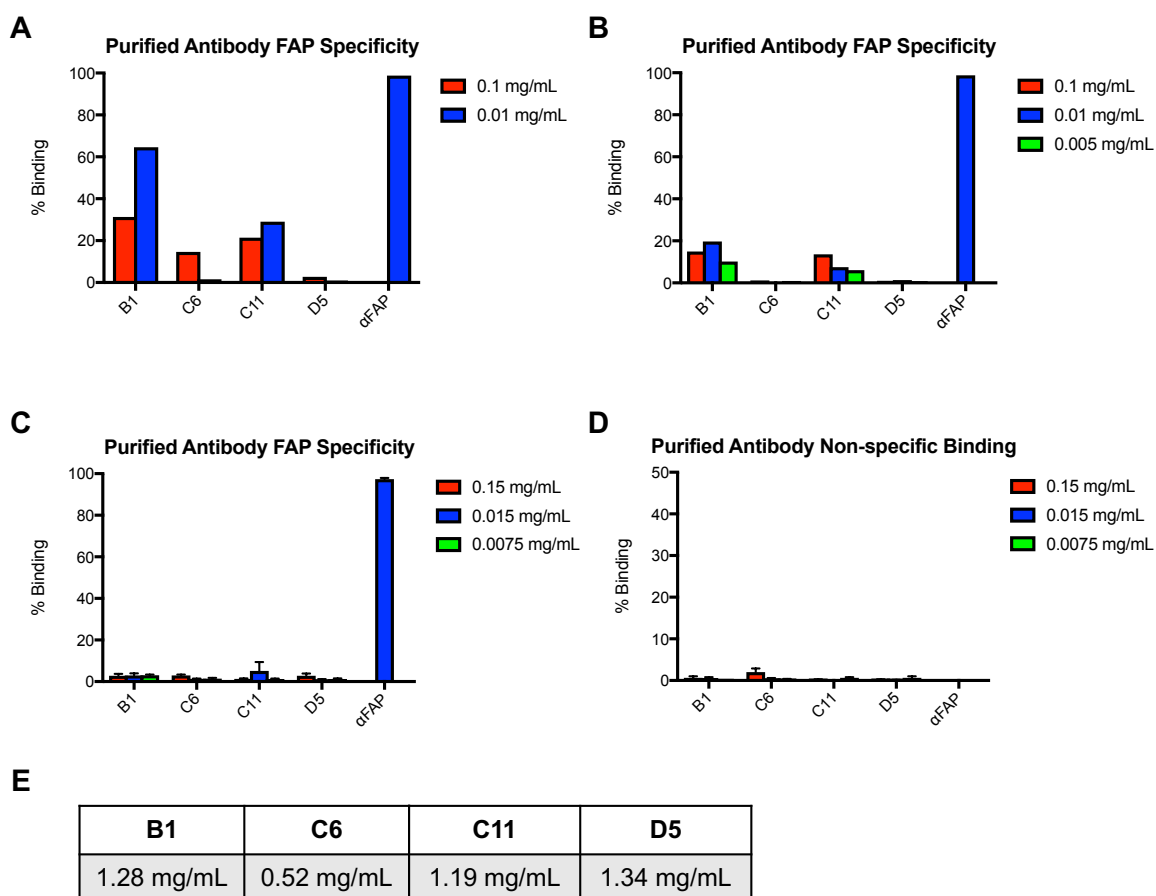 A
Purified Antibody FAP Specificity
100
80
60
40
20
0
% Binding
B1
C6
C11
D5
αFAP
0.1 mg/mL
0.01 mg/mL
B
Purified Antibody FAP Specificity
100
80
60
40
20
0
% Binding
B1
C6
C11
D5
αFAP
0.1 mg/mL
0.01 mg/mL
0.005 mg/mL
C
Purified Antibody FAP Specificity
100
80
60
40
20
0
% Binding
B1
C6
C11
D5
αFAP
0.15 mg/mL
0.015 mg/mL
0.0075 mg/mL
D
Purified Antibody Non-specific Binding
50
40
30
20
10
0
% Binding
B1
C6
C11
D5
αFAP
0.15 mg/mL
0.015 mg/mL
0.0075 mg/mL
E
B1 C6 C11 D5
1.28 mg/mL 0.52 mg/mL 1.19 mg/mL 1.34 mg/mL